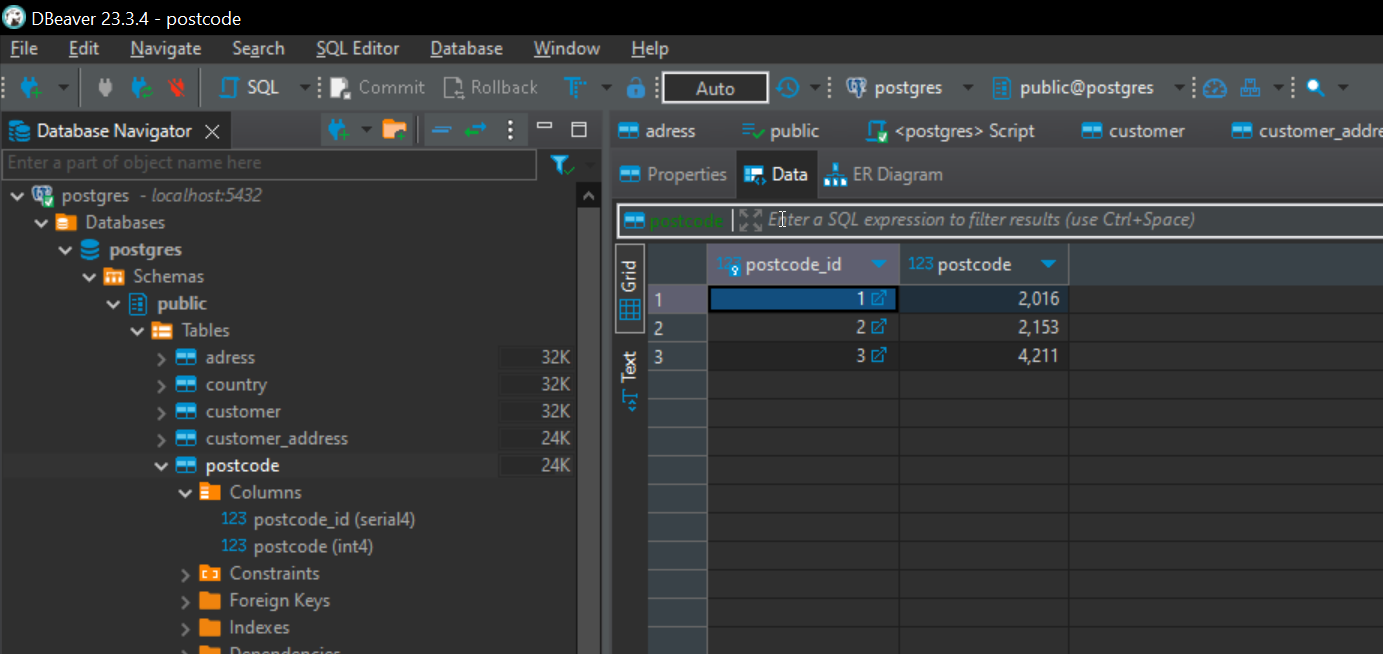 DBeaver 23.3.4 - postcode
File Edit Navigate Search SQL Editor Database Window Help
SQL Commit Rollback Auto postgres public@postgres
Database Navigator
Enter a part of object name here
postgres - localhost:5432
Databases
postgres
Schemas
public
Tables
adress 32K
country 32K
customer 32K
customer_address 24K
postcode 24K
Columns
123 postcode_id (serial4)
123 postcode (int4)
Constraints
Foreign Keys
Indexes
Dependencies
adress public <postgres> Script customer customer_addre
Properties Data ER Diagram
postcode Enter a SQL expression to filter results (use Ctrl+Space)
Grid
Text
123 postcode_id 123 postcode
1 1 2,016
2 2 2,153
3 3 4,211